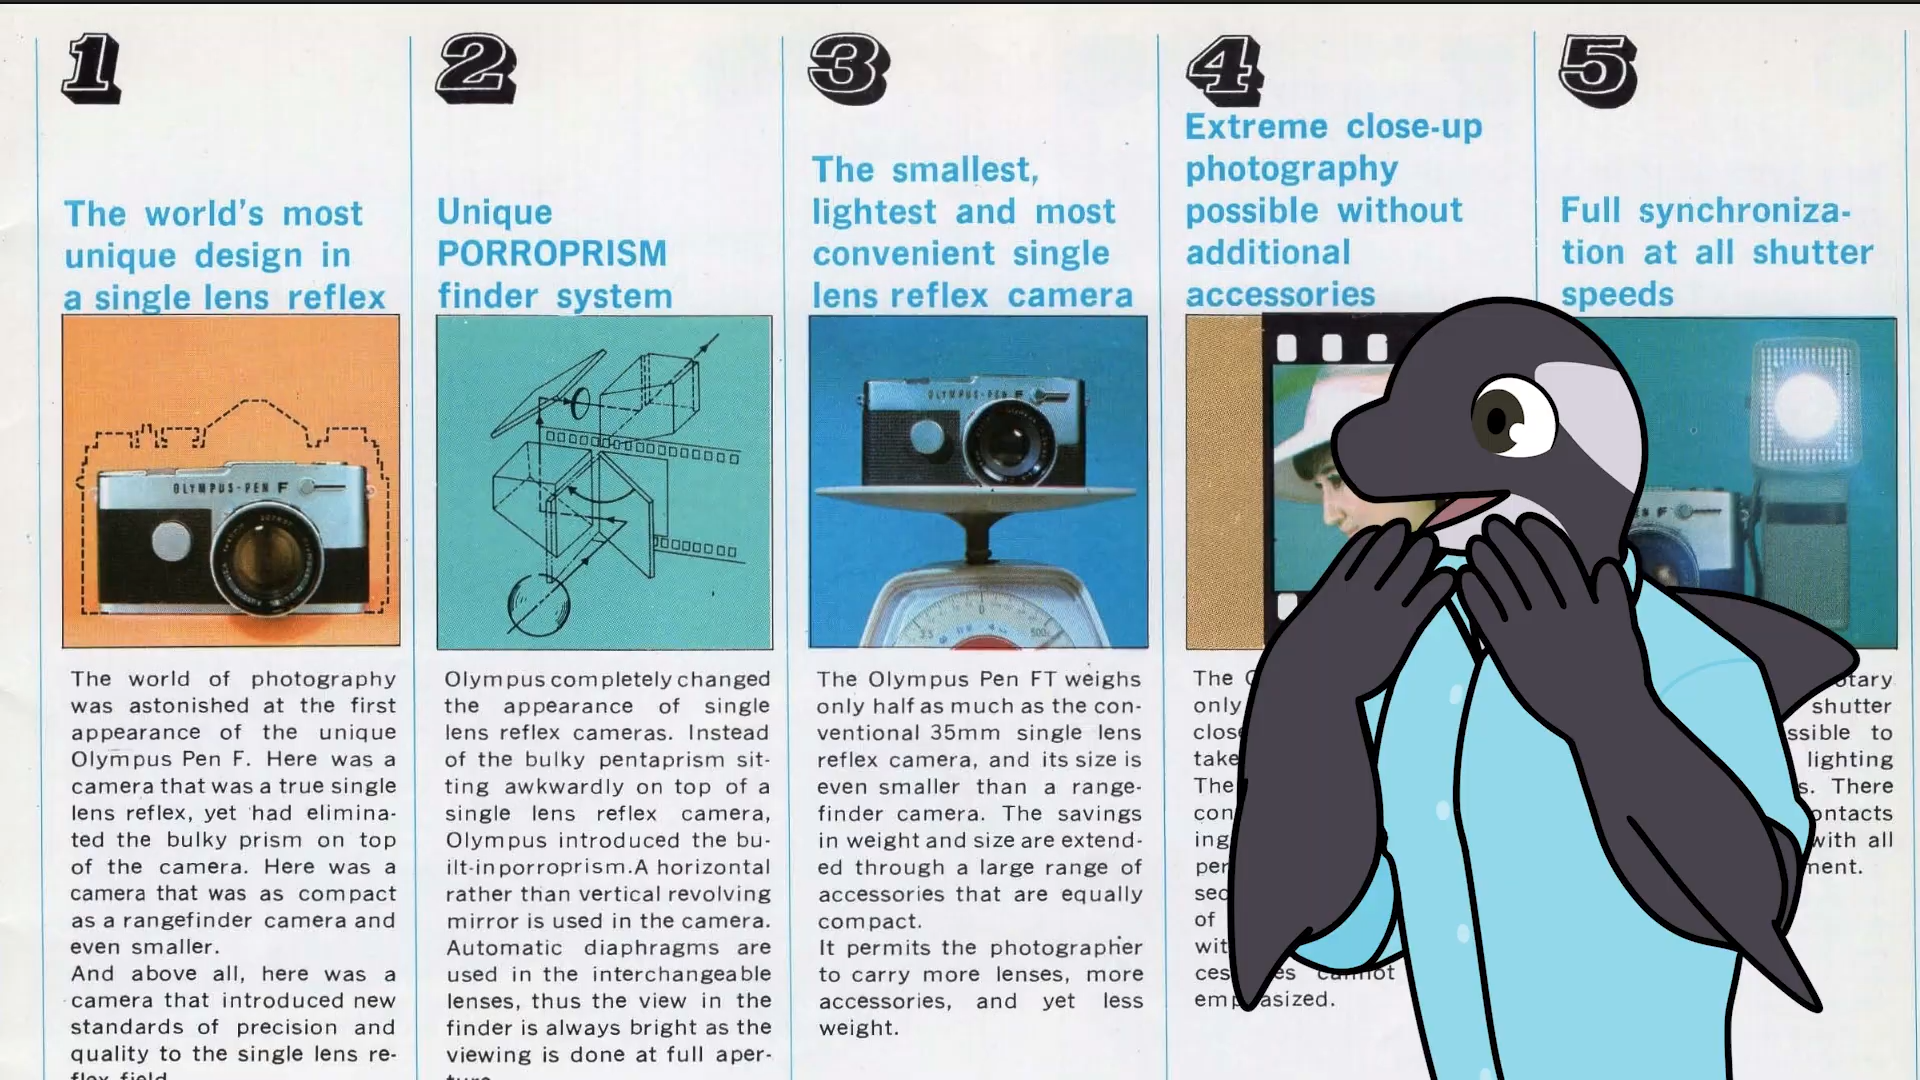 1
The world's most
unique design in
a single lens reflex
OLYMPUS-PEN F
The world of photography
was astonished at the first
appearance of the unique
Olympus Pen F. Here was a
camera that was a true single
lens reflex, yet had elimina-
ted the bulky prism on top
of the camera. Here was a
camera that was as compact
as a rangefinder camera and
even smaller.
And above all, here was a
camera that introduced new
standards of precision and
quality to the single lens re-
flex field.
2
Unique
PORROPRISM
finder system
Olympus completely changed
the appearance of single
lens reflex cameras. Instead
of the bulky pentaprism sit-
ting awkwardly on top of a
single lens reflex camera,
Olympus introduced the bu-
ilt-in porroprism. A horizontal
rather than vertical revolving
mirror is used in the camera.
Automatic diaphragms are
used in the interchangeable
lenses, thus the view in the
finder is always bright as the
viewing is done at full aper-
ture.
3
The smallest,
lightest and most
convenient single
lens reflex camera
OLYMPUS-PEN F
0
The Olympus Pen FT weighs
only half as much as the con-
ventional 35mm single lens
reflex camera, and its size is
even smaller than a range-
finder camera. The savings
in weight and size are extend-
ed through a large range of
accessories that are equally
compact.
It permits the photographer
to carry more lenses, more
accessories, and yet less
weight.
4
Extreme close-up
photography
possible without
additional
accessories
The
only
The
of
cannot
5
Full synchroniza-
tion at all shutter
speeds
F
shutter
to
lighting
There
with all